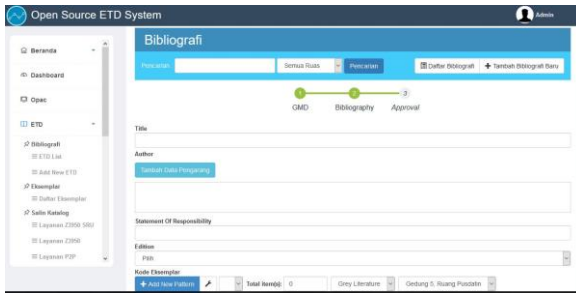 Open Source ETD System
Admin
Beranda
Dashboard
Opac
ETD
Bibliografi
ETD List
Add New ETD
Eksemplar
Daftar Eksemplar
Salin Katalog
Layanan Z3950 SRU
Layanan Z3950
Layanan P2P
Bibliografi
Pencarian
Semua Ruas
Pencarian
Daftar Bibliografi
+ Tambah Bibliografi Baru
1 2 3
GMD Bibliography Approval
Title
Author
Tambah Data Pengarang
Statement Of Responsibility
Edition
Pilih
Kode Eksemplar
+ Add New Pattern
Total item(s): 0
Grey Literature
Gedung 5, Ruang Pusdatin